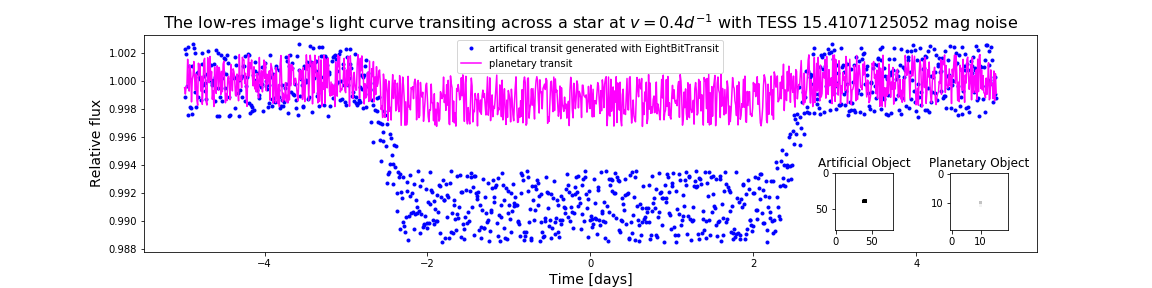 The low-res image's light curve transiting across a star at v = 0.4d⁻¹ with TESS 15.4107125052 mag noise
artifical transit generated with EightBitTransit
planetary transit
Relative flux
1.002
1.000
0.998
0.996
0.994
0.992
0.990
0.988
Artificial Object
0
50
0 50
Planetary Object
0
10
0 10
−4 −2 0 2 4
Time [days]